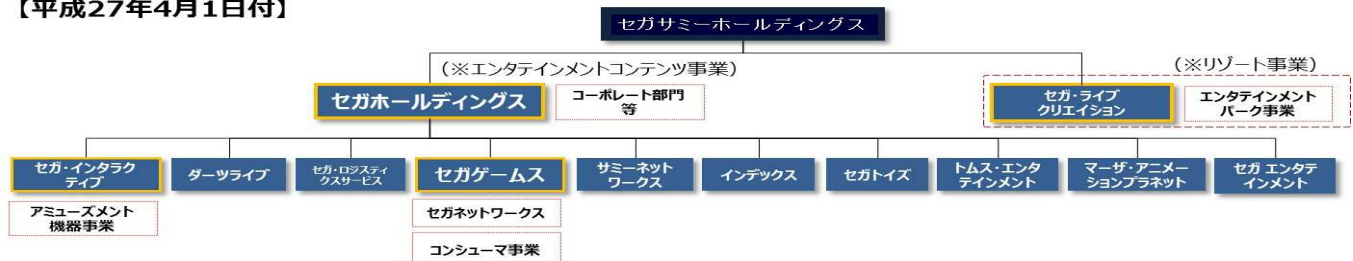 【平成27年4月1日付】
セガサミーホールディングス
(※エンタテインメントコンテンツ事業)
(※リゾート事業)
セガホールディングス
コーポレート部門
等
セガ・ライブ
クリエイション
エンタテインメント
パーク事業
セガ・インタラク
ティブ
ダーツライブ
セガ・ロジスティ
クスサービス
セガゲームス
サミーネット
ワークス
インデックス
セガトイズ
トムス・エンタ
テインメント
マーザ・アニメー
ションプラネット
セガ エンタテ
インメント
アミューズメント
機器事業
セガネットワークス
コンシューマ事業